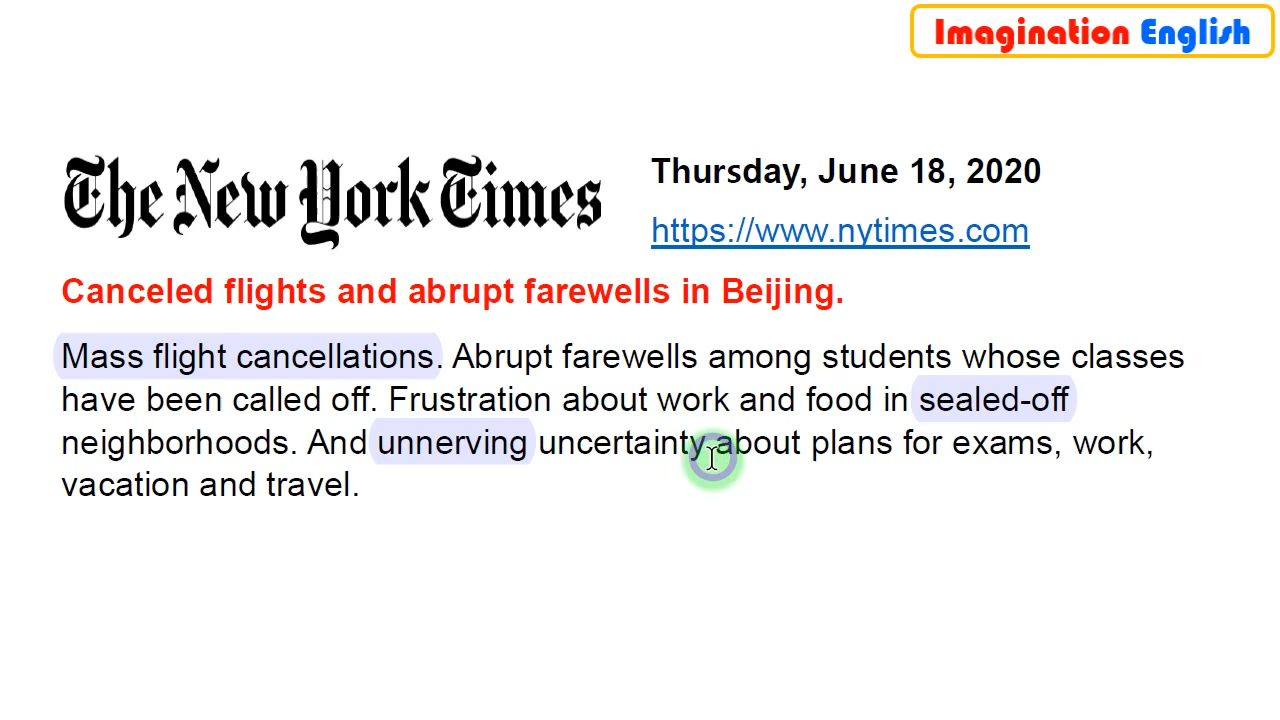 Imagination English
The New York Times
Thursday, June 18, 2020
https://www.nytimes.com
Canceled flights and abrupt farewells in Beijing.
Mass flight cancellations. Abrupt farewells among students whose classes
have been called off. Frustration about work and food in sealed-off
neighborhoods. And unnerving uncertainty about plans for exams, work,
vacation and travel.